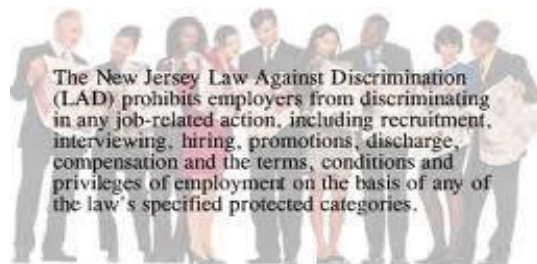 The New Jersey Law Against Discrimination
(LAD) prohibits employers from discriminating
in any job-related action, including recruitment,
interviewing, hiring, promotions, discharge,
compensation and the terms, conditions and
privileges of employment on the basis of any of
the law's specified protected categories.